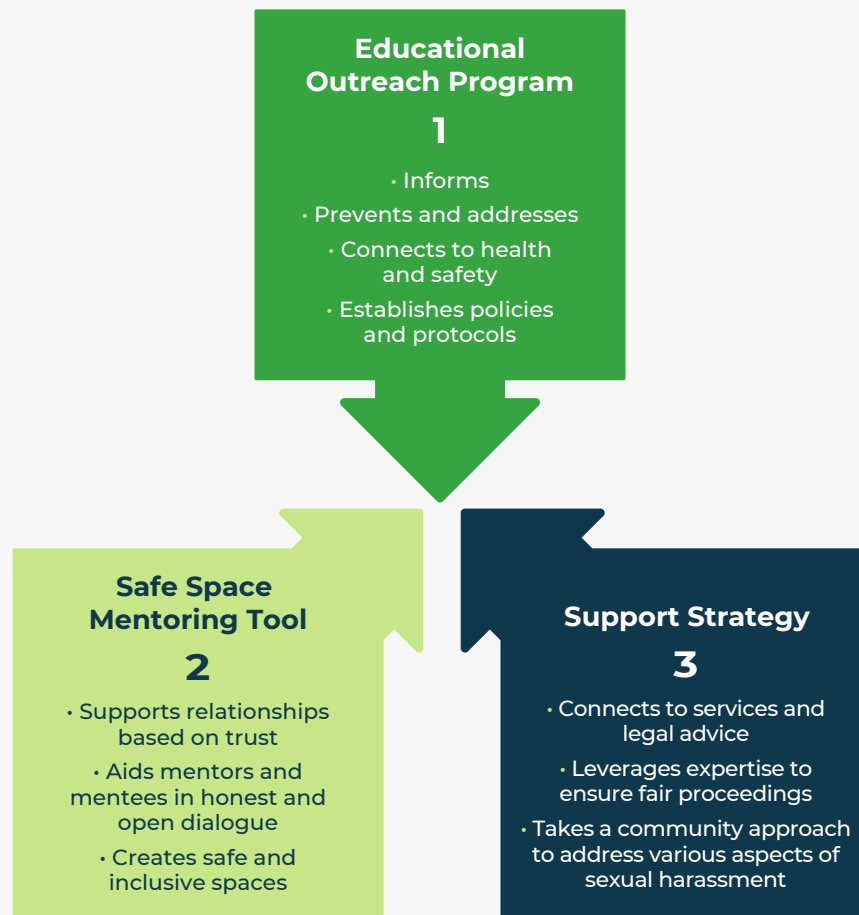 Educational
Outreach Program
1
• Informs
• Prevents and addresses
• Connects to health
and safety
• Establishes policies
and protocols
Safe Space
Mentoring Tool
2
• Supports relationships
based on trust
• Aids mentors and
mentees in honest and
open dialogue
• Creates safe and
inclusive spaces
Support Strategy
3
• Connects to services and
legal advice
• Leverages expertise to
ensure fair proceedings
• Takes a community approach
to address various aspects of
sexual harassment